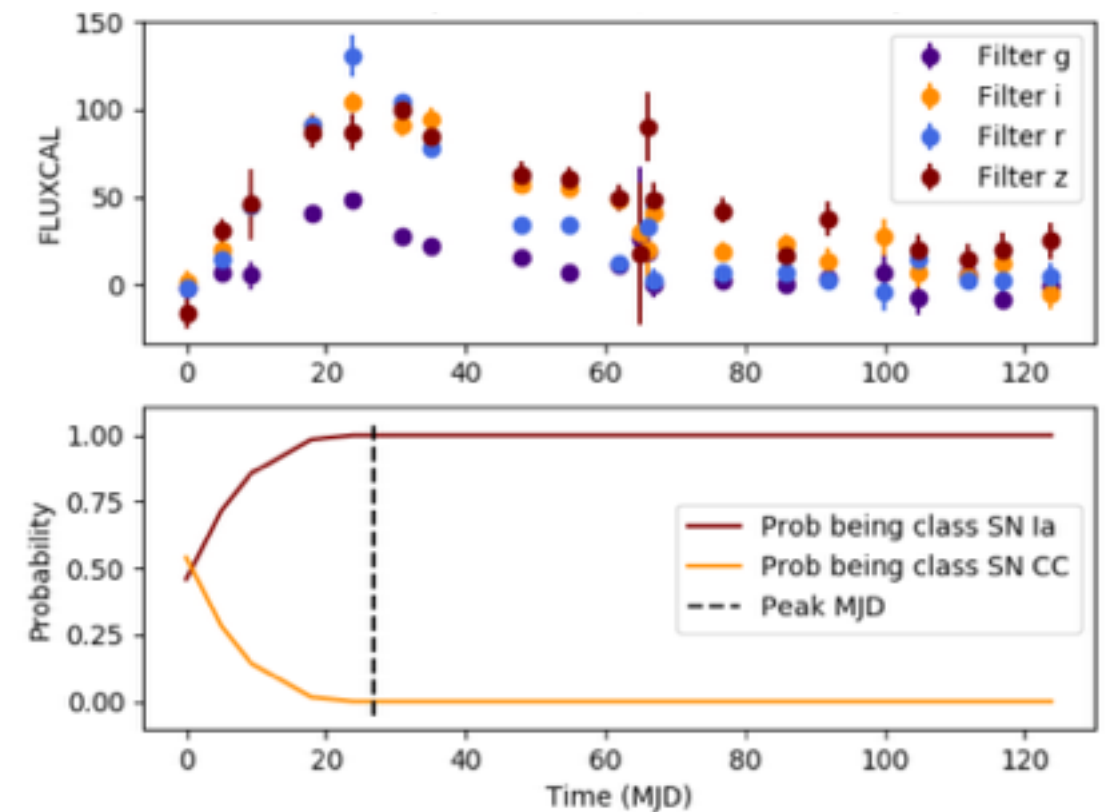 150
100
50
0
FLUXCAL
Filter g
Filter i
Filter r
Filter z
0 20 40 60 80 100 120
1.00
0.75
0.50
0.25
0.00
Probability
Prob being class SN Ia
Prob being class SN CC
Peak MJD
0 20 40 60 80 100 120
Time (MJD)